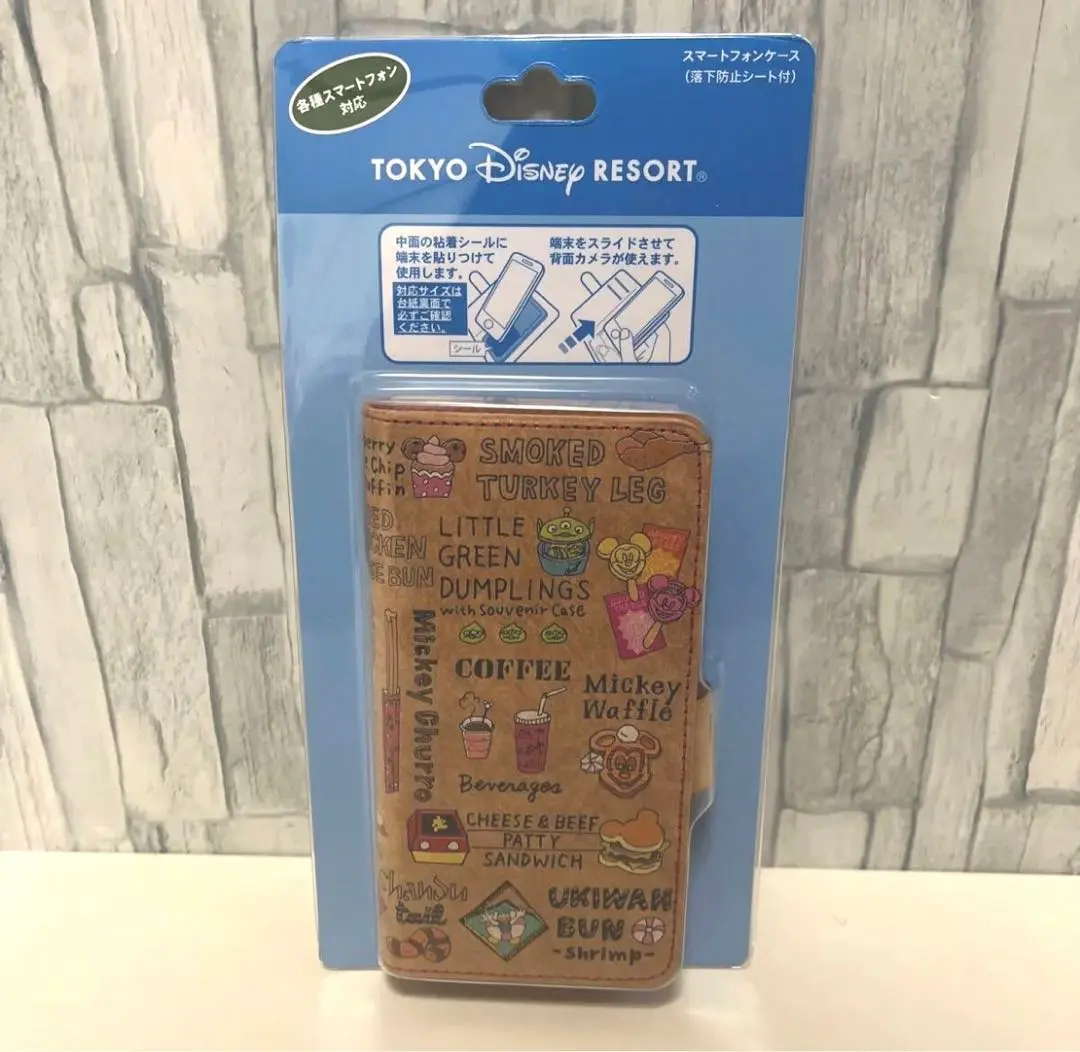 各種スマートフォン
対応
スマートフォンケース
(落下防止シート付)
TOKYO Disney RESORT®
中面の粘着シールに
端末を貼りつけて
使用します。
対応サイズは
台紙裏面で
必ずご確認
ください。
シール
端末をスライドさせて
背面カメラが使えます。
SMOKED
TURKEY LEG
Chip
LITTLE
GREEN
DUMPLINGS
with Souvenir Case
BUN
Mickey Churro
COFFEE
Mickey
Waffle
Beverages
CHEESE & BEEF
PATTY
SANDWICH
tail
UKIWAH
BUN
-shrimp-